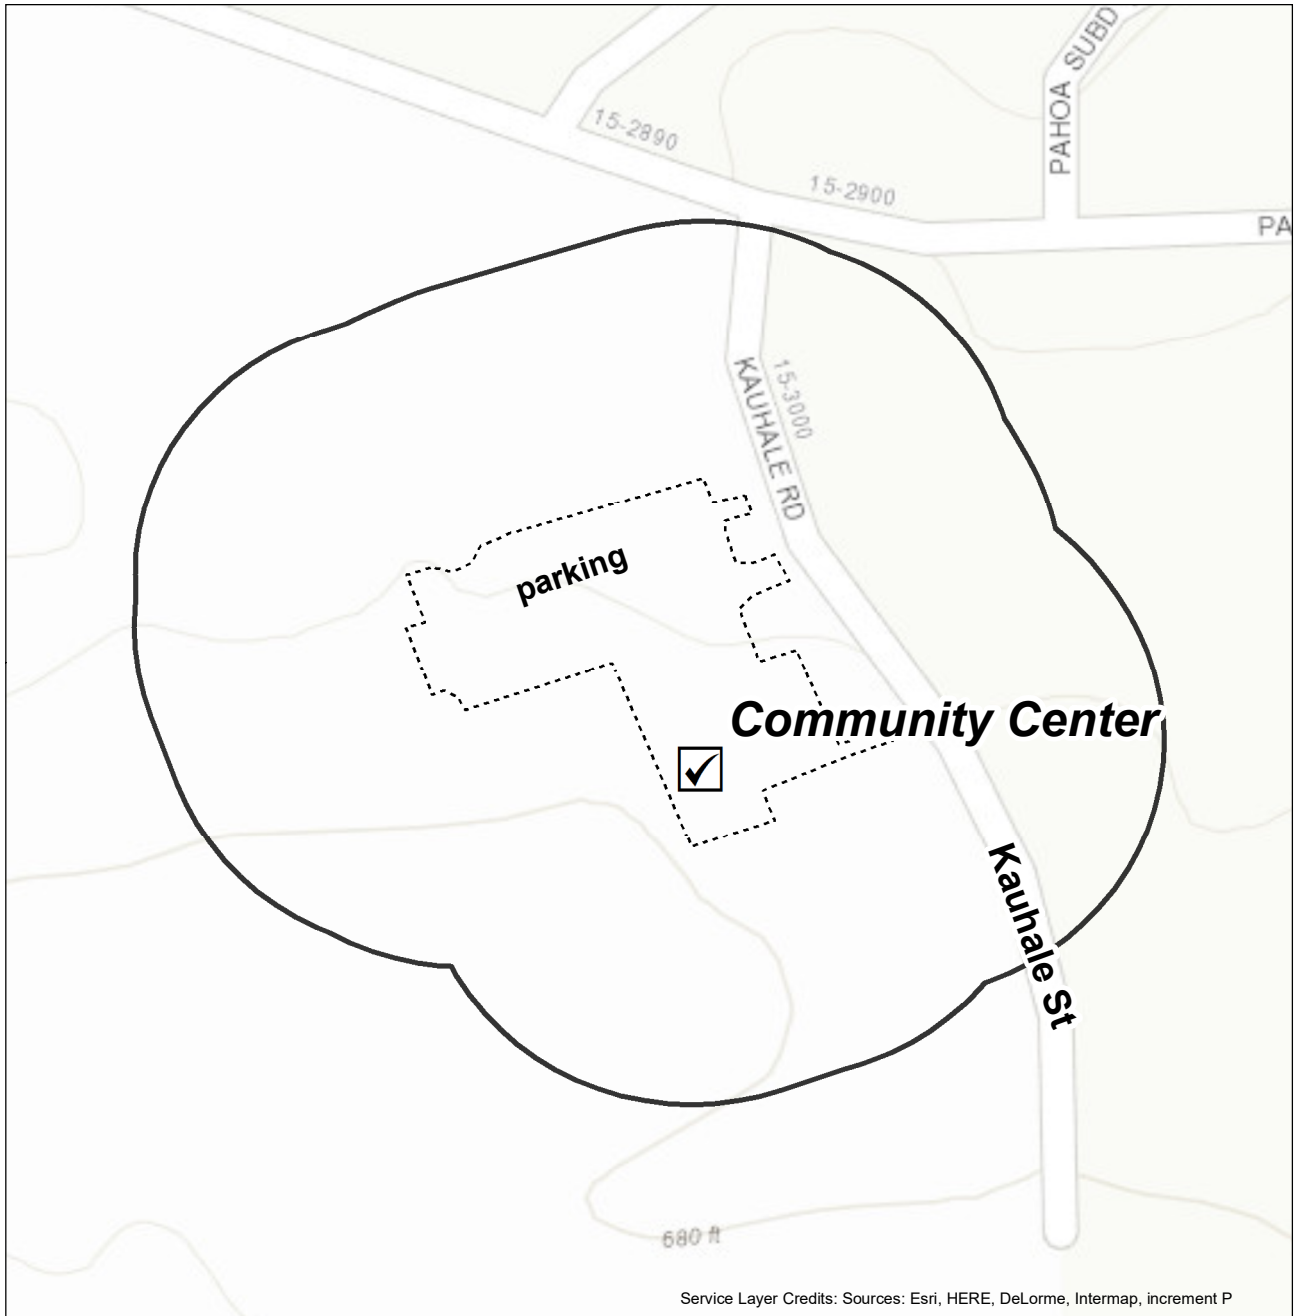 PAHOA SUBD
15-2890
15-2900
PA
KAUHALE RD
15-3000
parking
Community Center
Kauhale St
680 ft
Service Layer Credits: Sources: Esri, HERE, DeLorme, Intermap, increment P